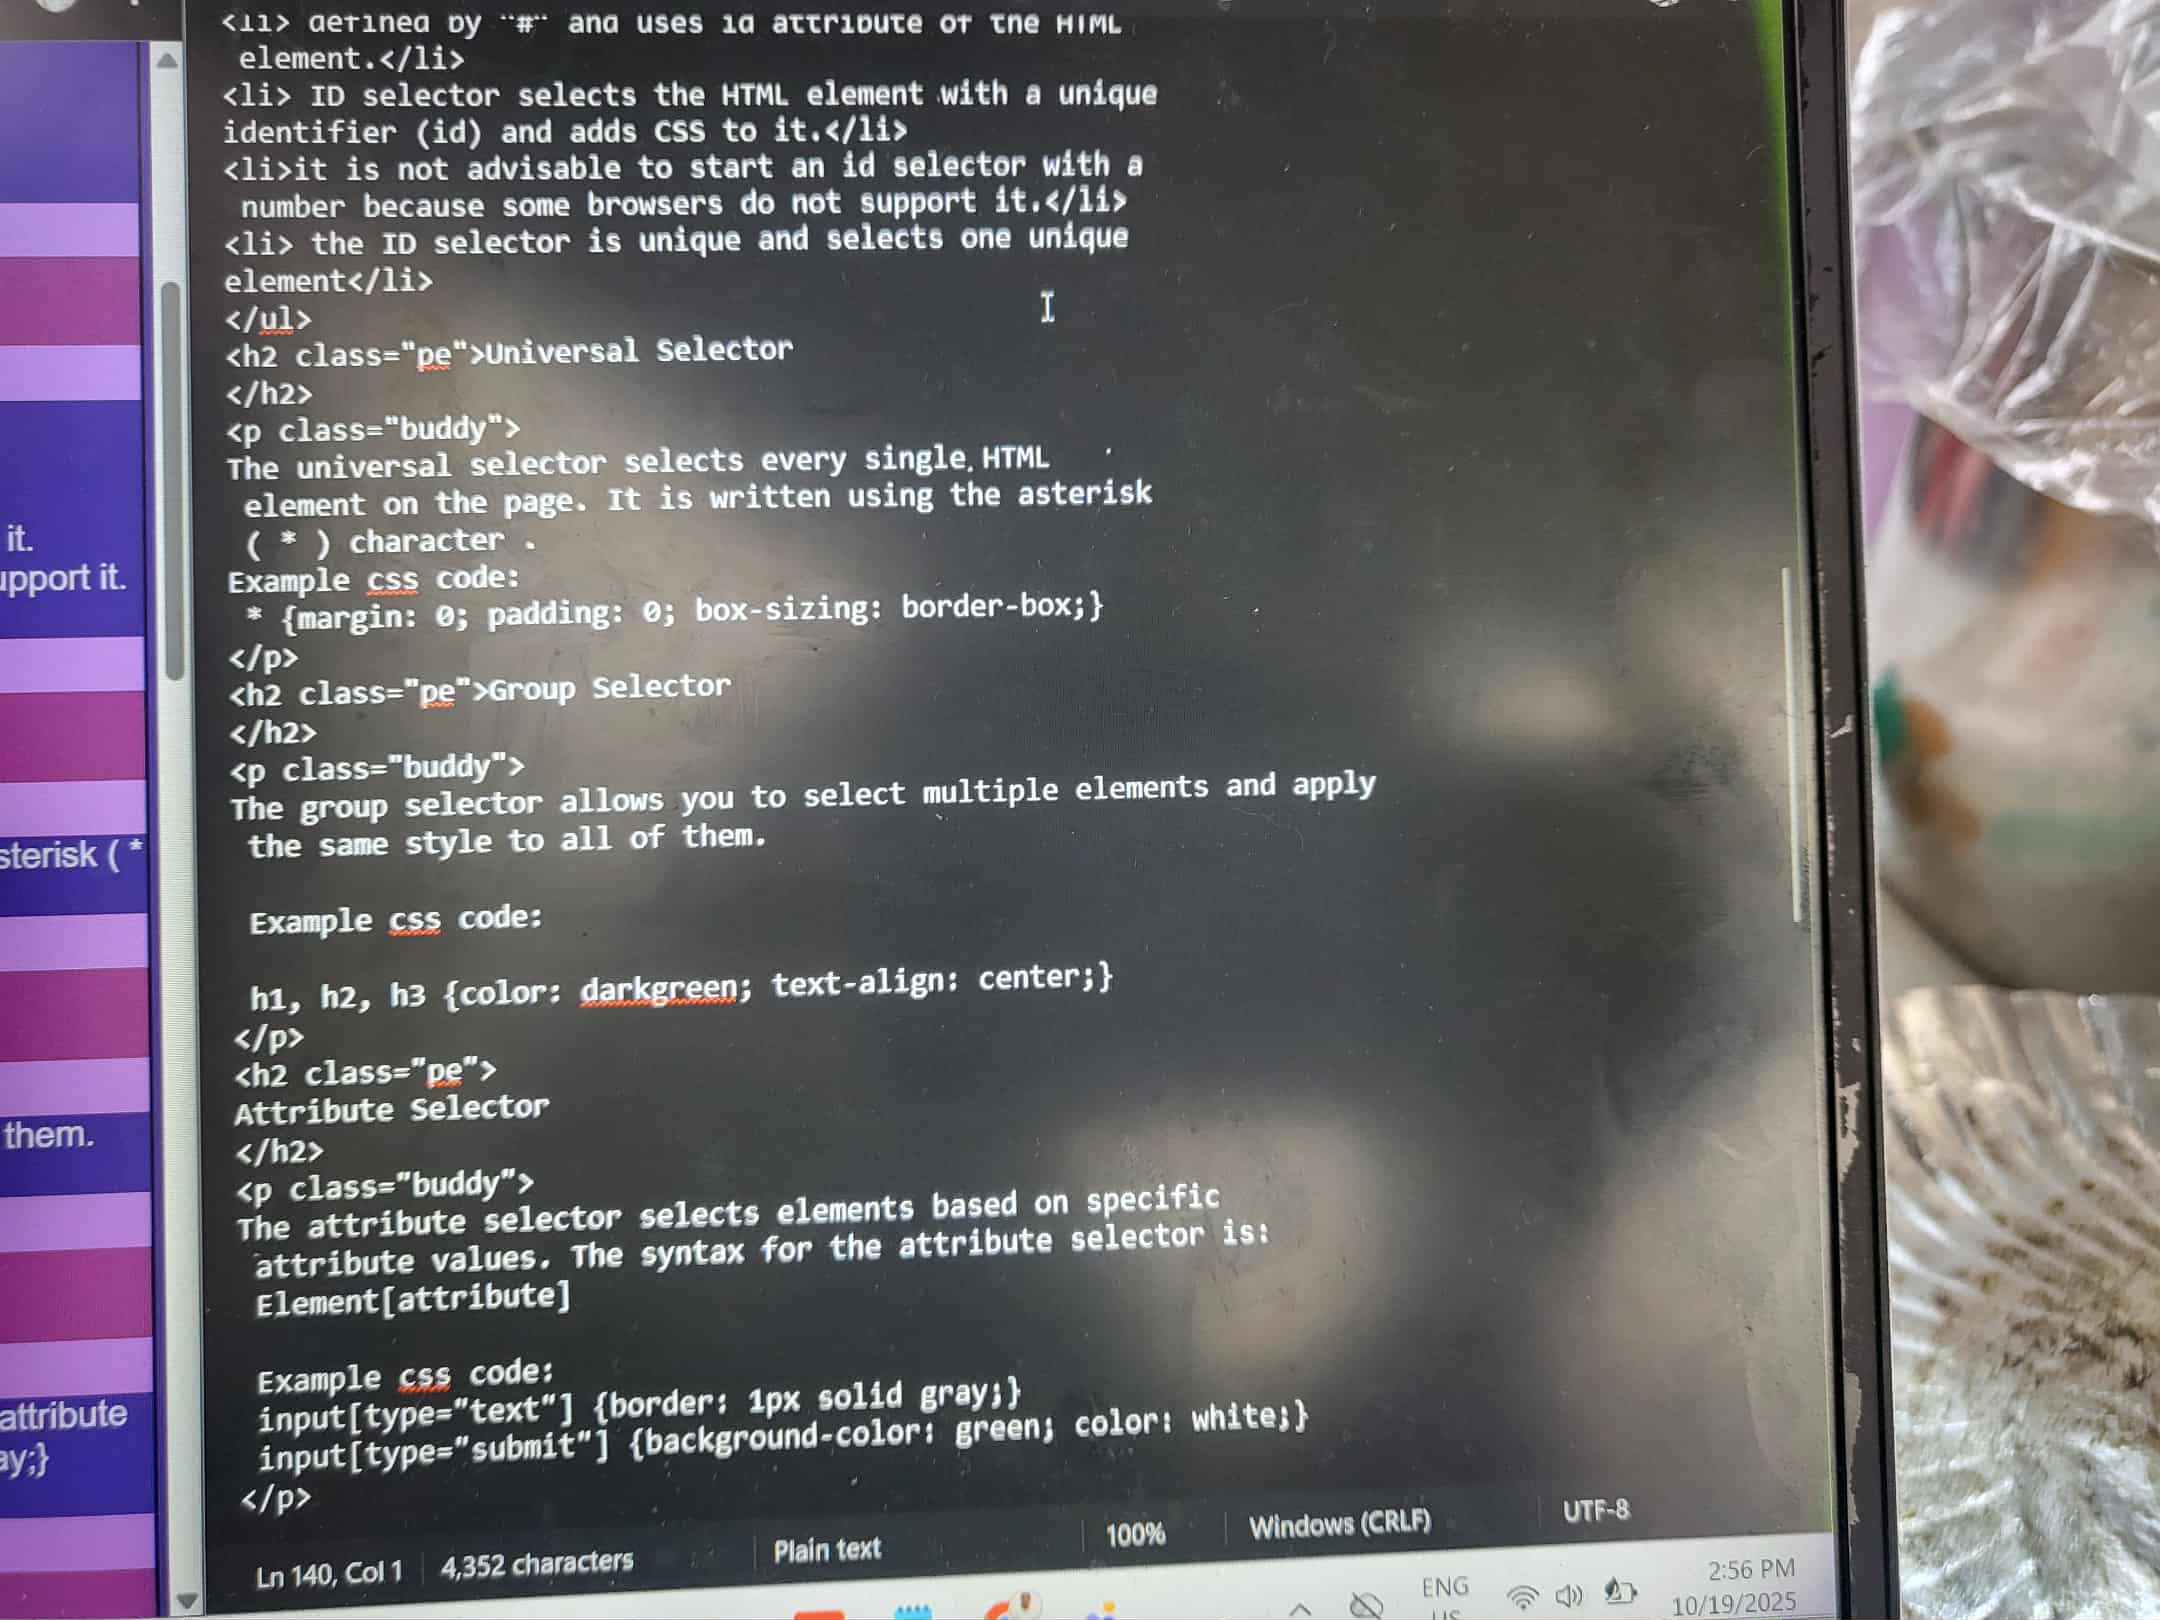 <li> defined by "#" and uses id attribute of the HTML
element.</li>
<li> ID selector selects the HTML element with a unique
identifier (id) and adds CSS to it.</li>
<li>it is not advisable to start an id selector with a
number because some browsers do not support it.</li>
<li> the ID selector is unique and selects one unique
element</li>
</ul>
<h2 class="pe">Universal Selector
</h2>
<p class="buddy">
The universal selector selects every single HTML
element on the page. It is written using the asterisk
( * ) character .
Example css code:
* {margin: 0; padding: 0; box-sizing: border-box;}
</p>
<h2 class="pe">Group Selector
</h2>
<p class="buddy">
The group selector allows you to select multiple elements and apply
the same style to all of them.
Example css code:
h1, h2, h3 {color: darkgreen; text-align: center;}
</p>
<h2 class="pe">
Attribute Selector
</h2>
<p class="buddy">
The attribute selector selects elements based on specific
attribute values. The syntax for the attribute selector is:
Element[attribute]
Example css code:
input[type="text"] {border: 1px solid gray;}
input[type="submit"] {background-color: green; color: white;}
</p>
Ln 140, Col 1 4,352 characters Plain text 100% Windows (CRLF) UTF-8
ENG
US
2:56 PM
10/19/2025
it.
support it.
asterisk ( *
them.
attribute